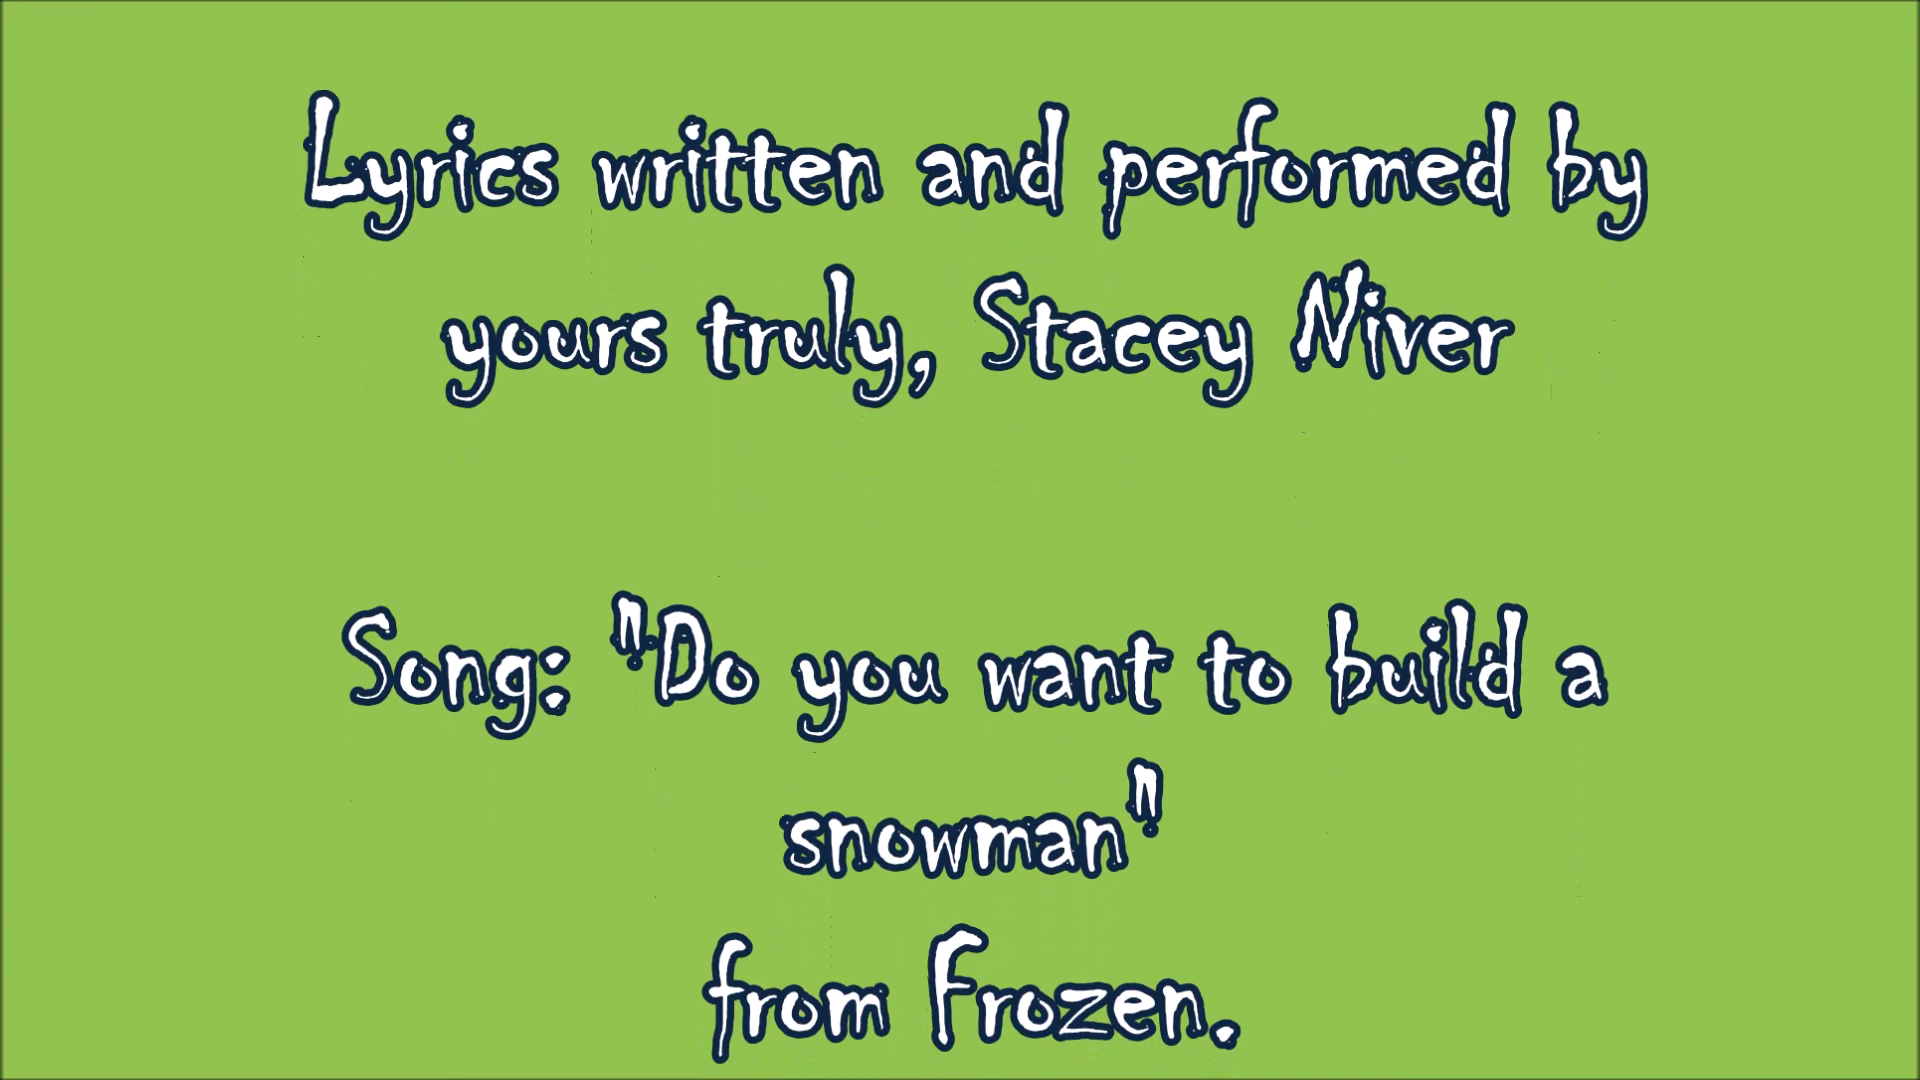 Lyrics written and performed by
yours truly, Stacey Niver
Song: "Do you want to build a
snowman"
from Frozen.